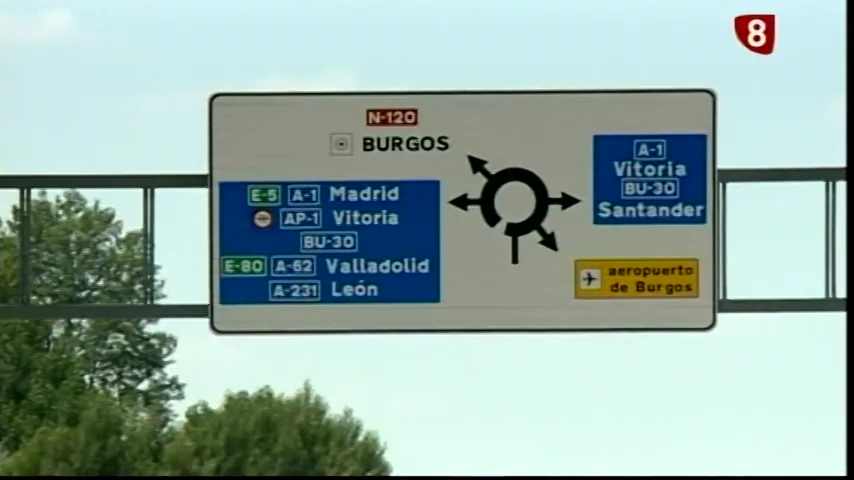 8
N-120
BURGOS
E-5 A-1 Madrid
AP-1 Vitoria
BU-30
E-80 A-62 Valladolid
A-231 León
A-1
Vitoria
BU-30
Santander
aeropuerto
de Burgos